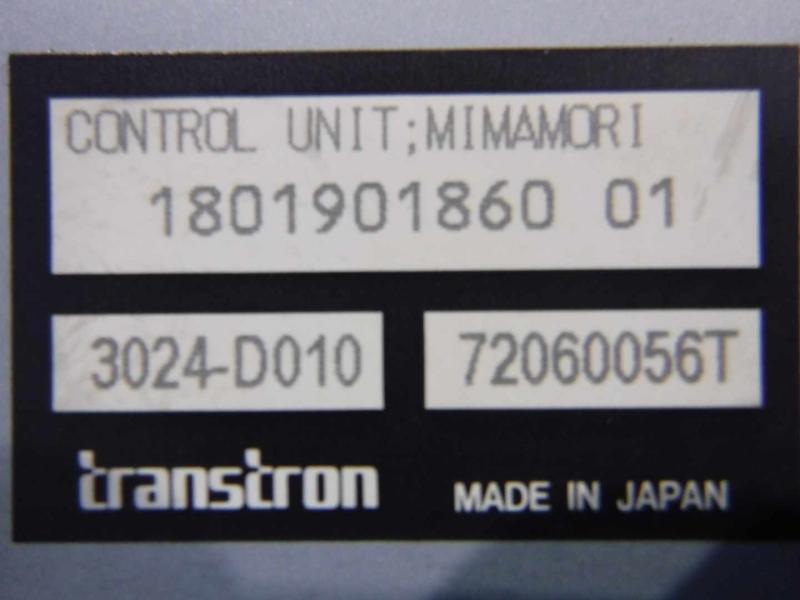 CONTROL UNIT;MIMAMORI
1801901860 01
3024-D010
72060056T
transtron
MADE IN JAPAN